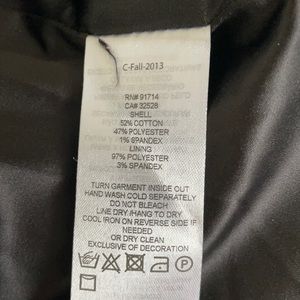 C-Fall-2013
RN# 91714
CA# 32528
SHELL
52% COTTON
47% POLYESTER
1% SPANDEX
LINING
97% POLYESTER
3% SPANDEX
TURN GARMENT INSIDE OUT
HAND WASH COLD SEPARATELY
DO NOT BLEACH
LINE DRY/HANG TO DRY
COOL IRON ON REVERSE SIDE IF
NEEDED
OR DRY CLEAN
EXCLUSIVE OF DECORATION
P